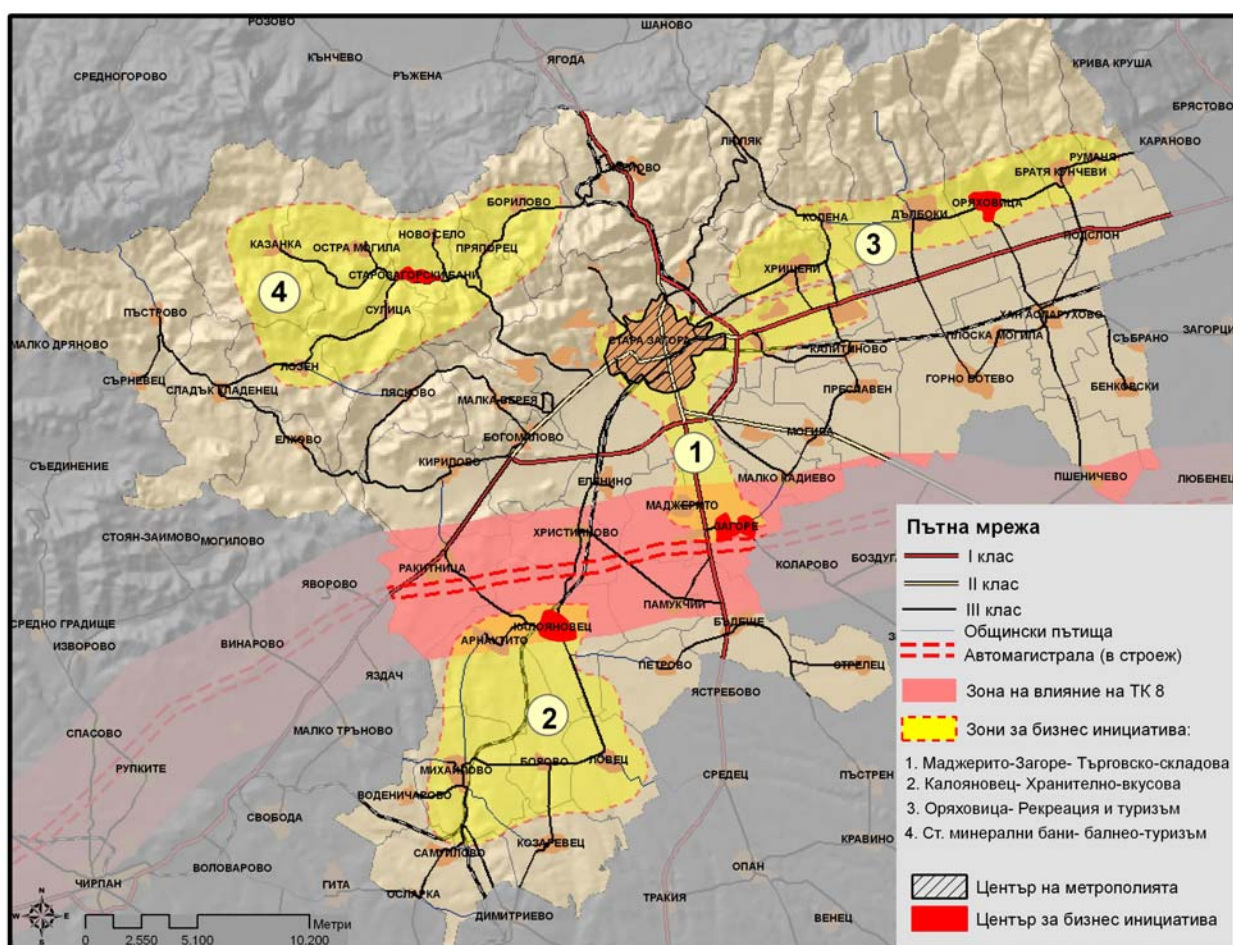 РОЗОВО
ШАНОВО
КЪНЧЕВО
ЯГОДА
СРЕДНОГОРОВО
РЪЖЕНА
КРИВА КРУША
БРЯСТОВО
ЛЮЛЯК
КАРАНОВО
РУМАНЯ
БРАТЯ КУНЧЕВИ
БОРИЛОВО
ОРЯХОВИЦА
КОЛЕНА
ДЪЛБОКИ
НОВО СЕЛО
КАЗАНКА
ОСТРА МОГИЛА
ПРЯПОРЕЦ
ПОДСЛОН
3
СТАРОЗАГОРСКИ БАНИ
ХРИЩЕНИ
4
СУЛИЦА
ПЪСТРОВО
ХАН АСПАРУХОВО
ЗАГОРЦИ
СТАРА ЗАГОРА
ПЛОСКА МОГИЛА
СЪБРАНО
МАЛКО ДРЯНОВО
КАЛИТИНОВО
ЛОЗЕН
СЪРНЕВЕЦ
СЛАДЪК КЛАДЕНЕЦ
ЛЯСКОВО
ПРЕСЛАВЕН
ГОРНО БОТЕВО
БЕНКОВСКИ
МАЛКА ВЕРЕЯ
ЕЛХОВО
БОГОМИЛОВО
МОГИЛА
1
СЪЕДИНЕНИЕ
КИРИЛОВО
ЕЛЕНИНО
МАЛКО КАДИЕВО
ПШЕНИЧЕВО
ЛЮБЕНЕЦ
МАДЖЕРИТО
ЗАГОРЕ
ХРИСТИЯНОВО
СТОЯН-ЗАИМОВО
МОГИЛОВО
КОЛАРОВО
РАКИТНИЦА
ЯВОРОВО
ПАМУКЧИИ
СРЕДНО ГРАДИЩЕ
КАЛОЯНОВЕЦ
БЪДЕЩЕ
ВИНАРОВО
АРНАУТИТО
ИЗВОРОВО
ПЕТРОВО
СТРЕЛЕЦ
ЯЗДАЧ
ЯСТРЕБОВО
2
СПАСОВО
МАЛКО ТРЪНОВО
БОРОВО
ЛОВЕЦ
РУПКИТЕ
МИХАЙЛОВО
СРЕДЕЦ
ПЪСТРЕН
ВОДЕНИЧАРОВО
СВОБОДА
КОЗАРЕВЕЦ
КРАВИНО
САМУИЛОВО
ВОЛОВАРОВО
ОПАН
ЧИРПАН
ГИТА
ОСЛАРКА
ТРАКИЯ
ДИМИТРИЕВО
ВЕНЕЦ
N
W
E
S
Метри
0 2.550 5.100 10.200
Пътна мрежа
I клас
II клас
III клас
Общински пътища
Автомагистрала (в строеж)
Зона на влияние на ТК 8
Зони за бизнес инициатива:
1. Маджерито-Загоре- Търговско-складова
2. Калояновец- Хранително-вкусова
3. Оряховица- Рекреация и туризъм
4. Ст. минерални бани- балнео-туризъм
Център на метрополията
Център за бизнес инициатива